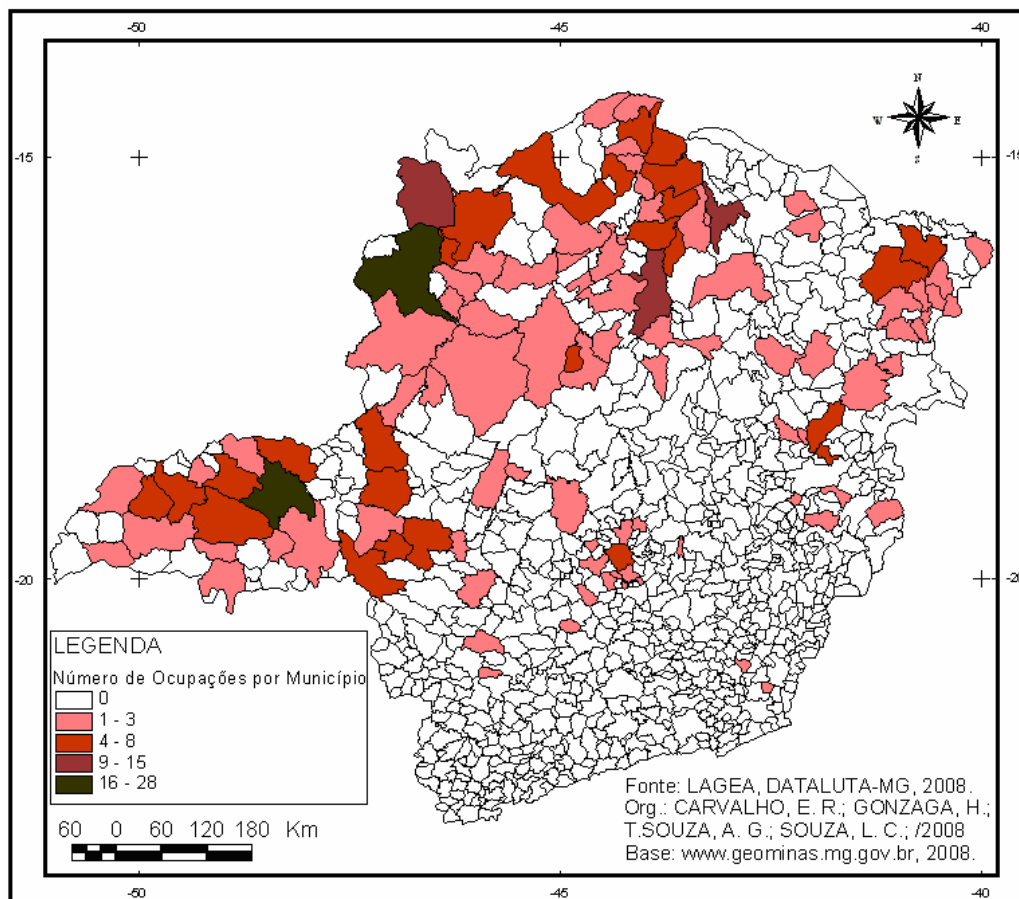 -50
-45
-40
N
W
E
S
-15
-15
-20
-20
LEGENDA
Número de Ocupações por Município
0
1 - 3
4 - 8
9 - 15
16 - 28
60 0 60 120 180 Km
Fonte: LAGEA, DATALUTA-MG, 2008.
Org.: CARVALHO, E. R.; GONZAGA, H.;
T.SOUZA, A. G.; SOUZA, L. C.; /2008
Base: www.geominas.mg.gov.br, 2008.
-50
-45
-40